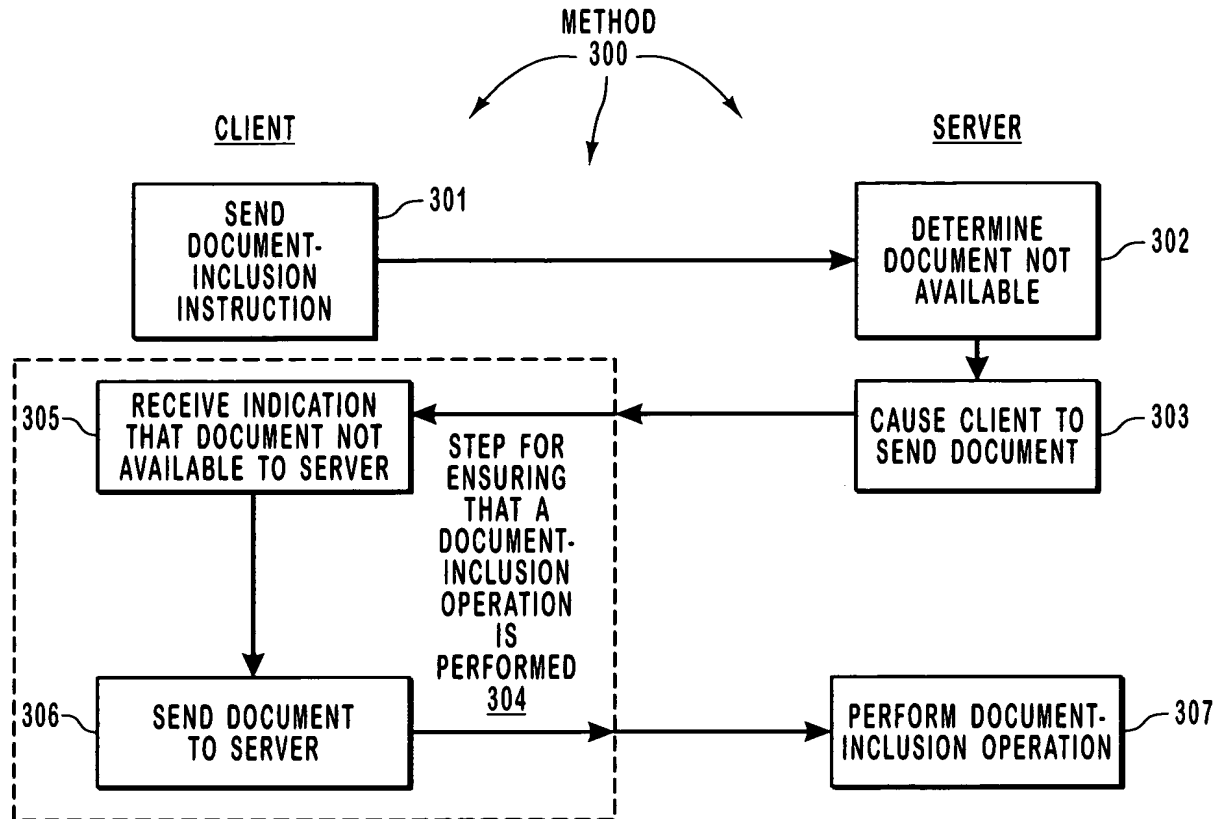 METHOD
300
CLIENT
SERVER
SEND
DOCUMENT-
INCLUSION
INSTRUCTION
301
DETERMINE
DOCUMENT NOT
AVAILABLE
302
305
RECEIVE INDICATION
THAT DOCUMENT NOT
AVAILABLE TO SERVER
CAUSE CLIENT TO
SEND DOCUMENT
303
STEP FOR
ENSURING
THAT A
DOCUMENT-
INCLUSION
OPERATION
IS
PERFORMED
304
306
SEND DOCUMENT
TO SERVER
PERFORM DOCUMENT-
INCLUSION OPERATION
307